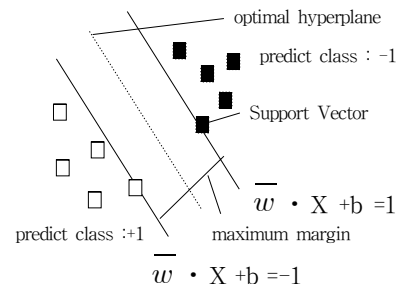 optimal hyperplane
predict class : -1
Support Vector
w̅ · X +b =1
predict class :+1
maximum margin
w̅ · X +b=-1